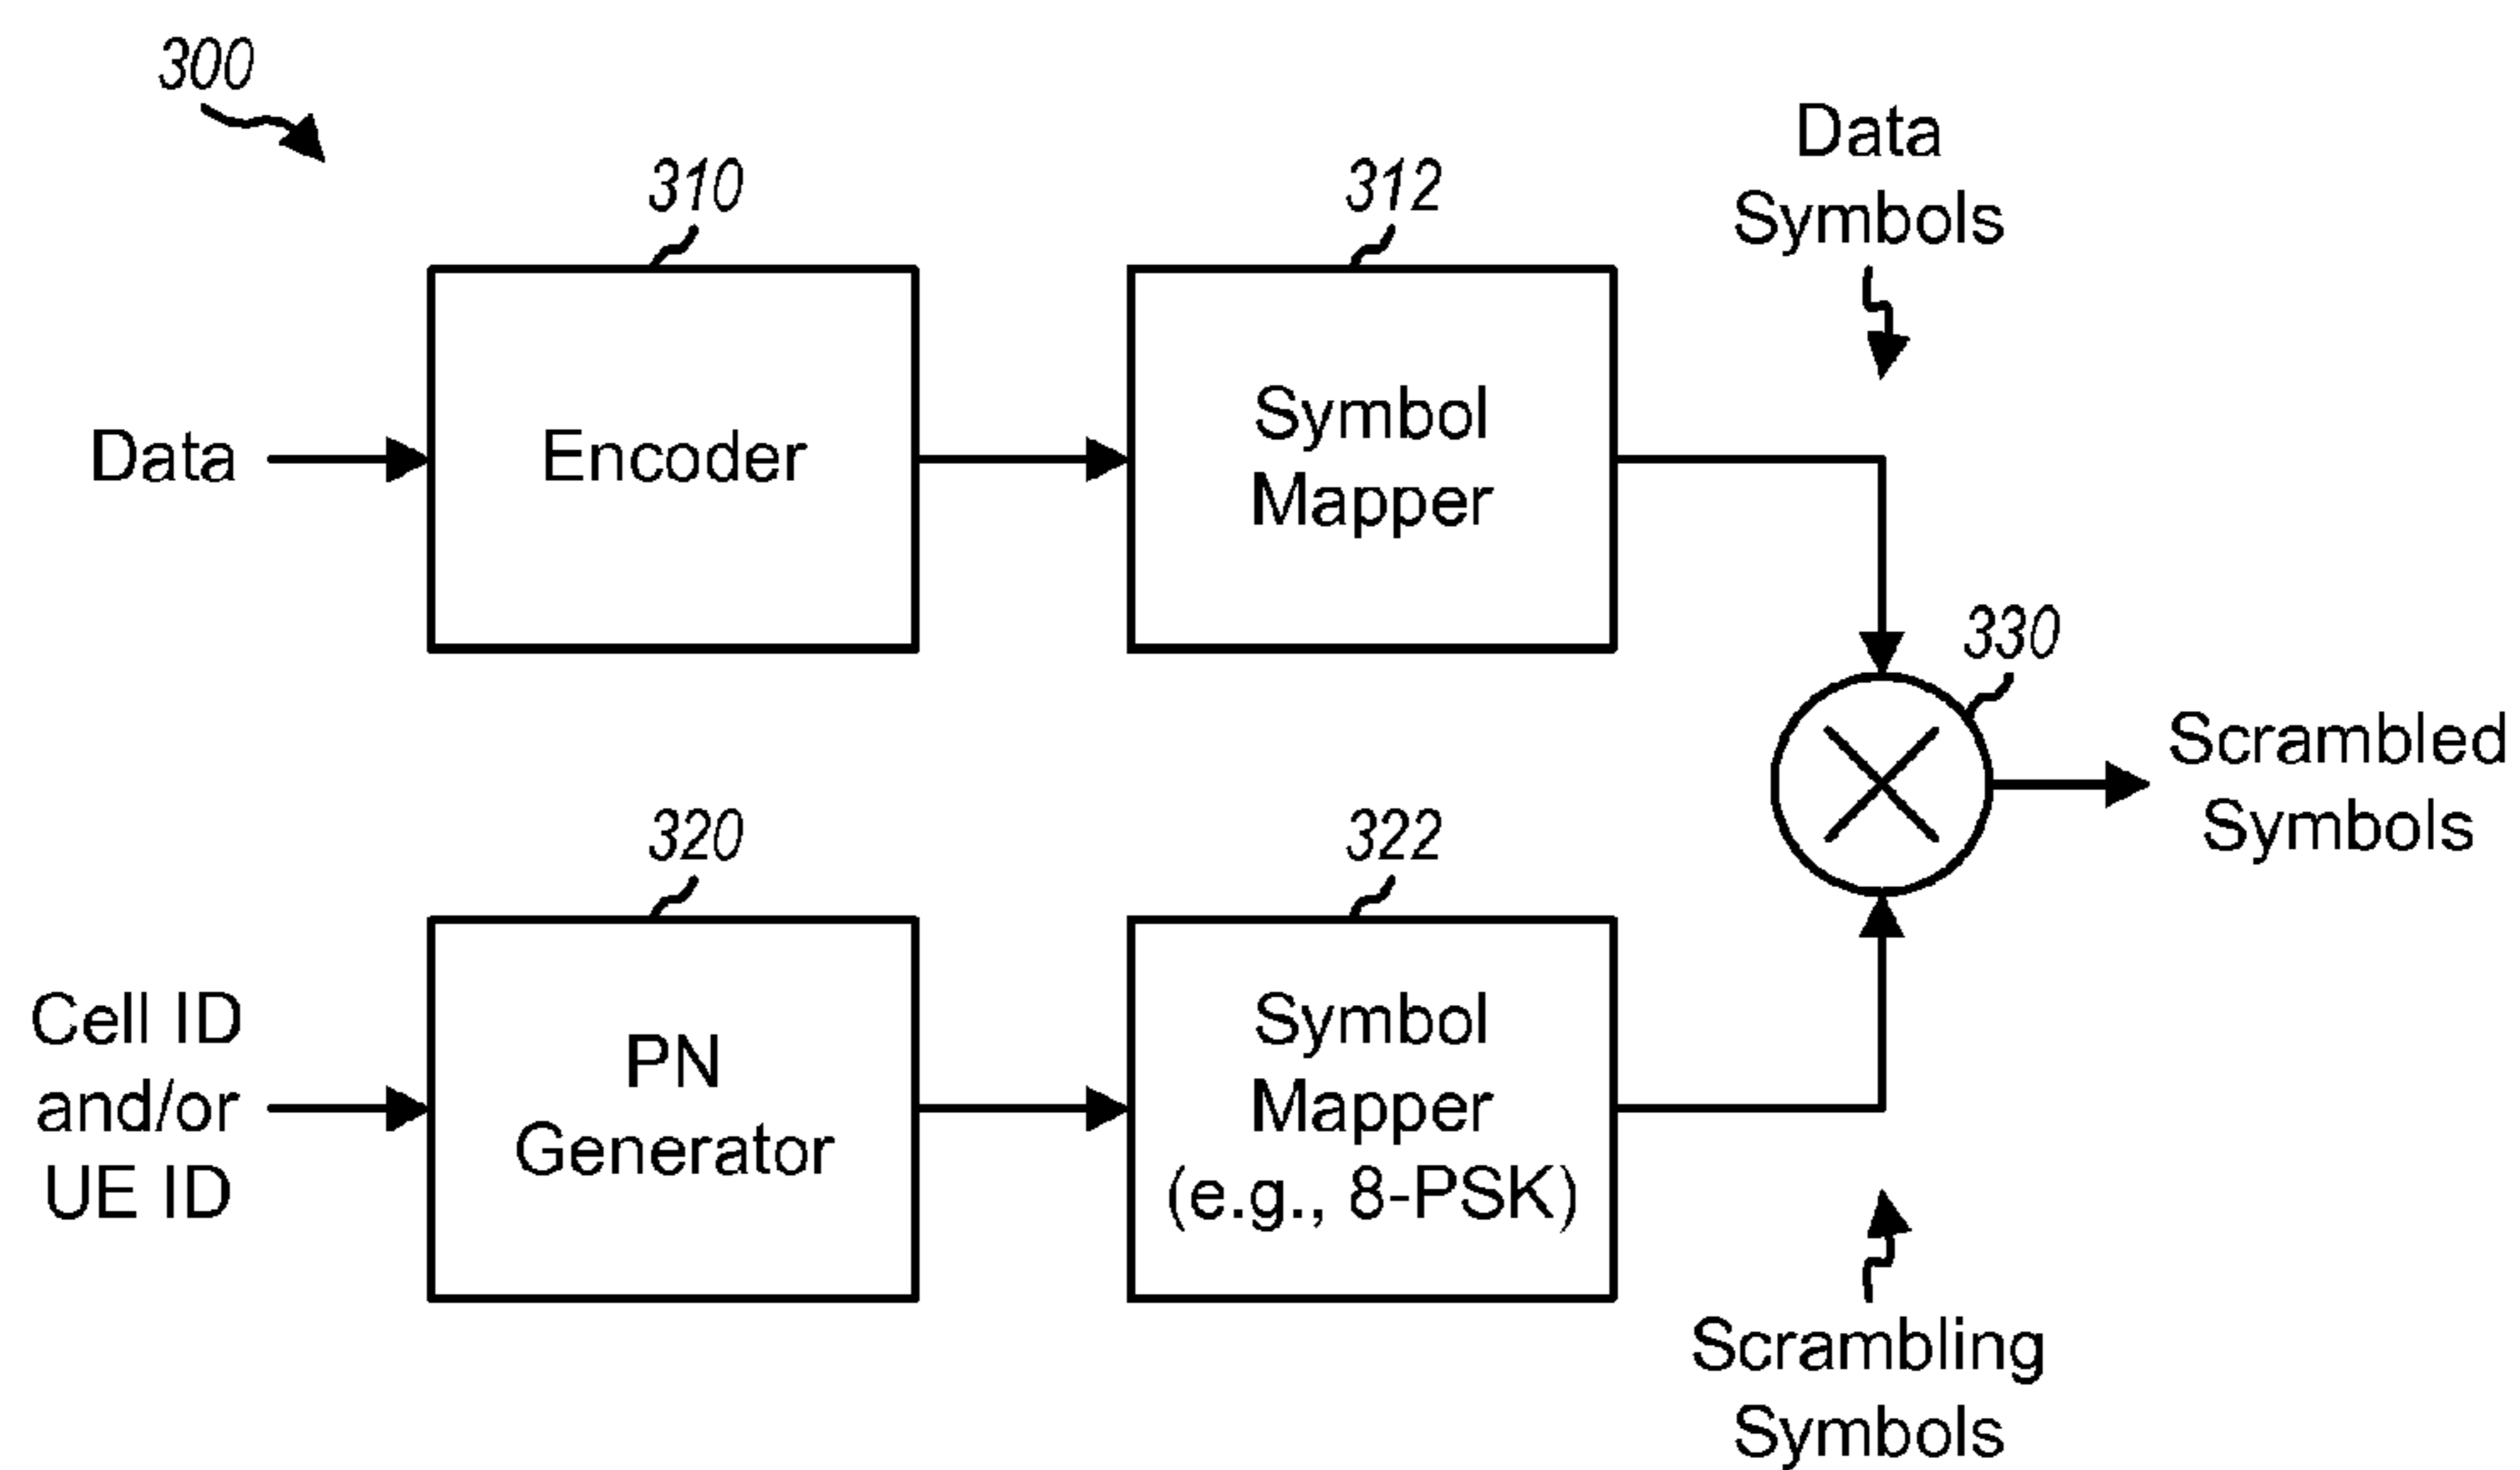 300
310
312
Data
Symbols
Data
Encoder
Symbol
Mapper
330
Scrambled
Symbols
320
322
Cell ID
and/or
UE ID
PN
Generator
Symbol
Mapper
(e.g., 8-PSK)
Scrambling
Symbols